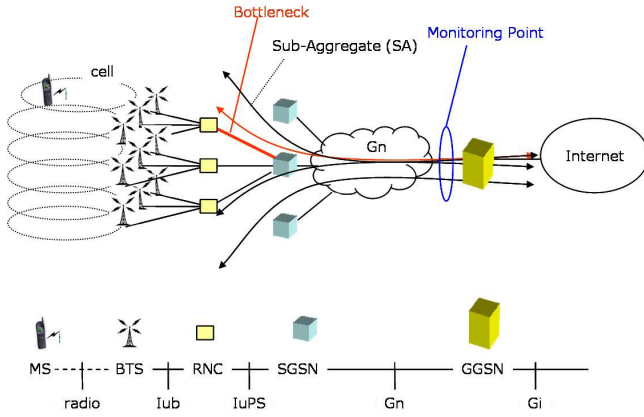 Bottleneck
Monitoring Point
Sub-Aggregate (SA)
cell
Gn
Internet
MS
BTS
RNC
SGSN
GGSN
radio
Iub
IuPS
Gn
Gi